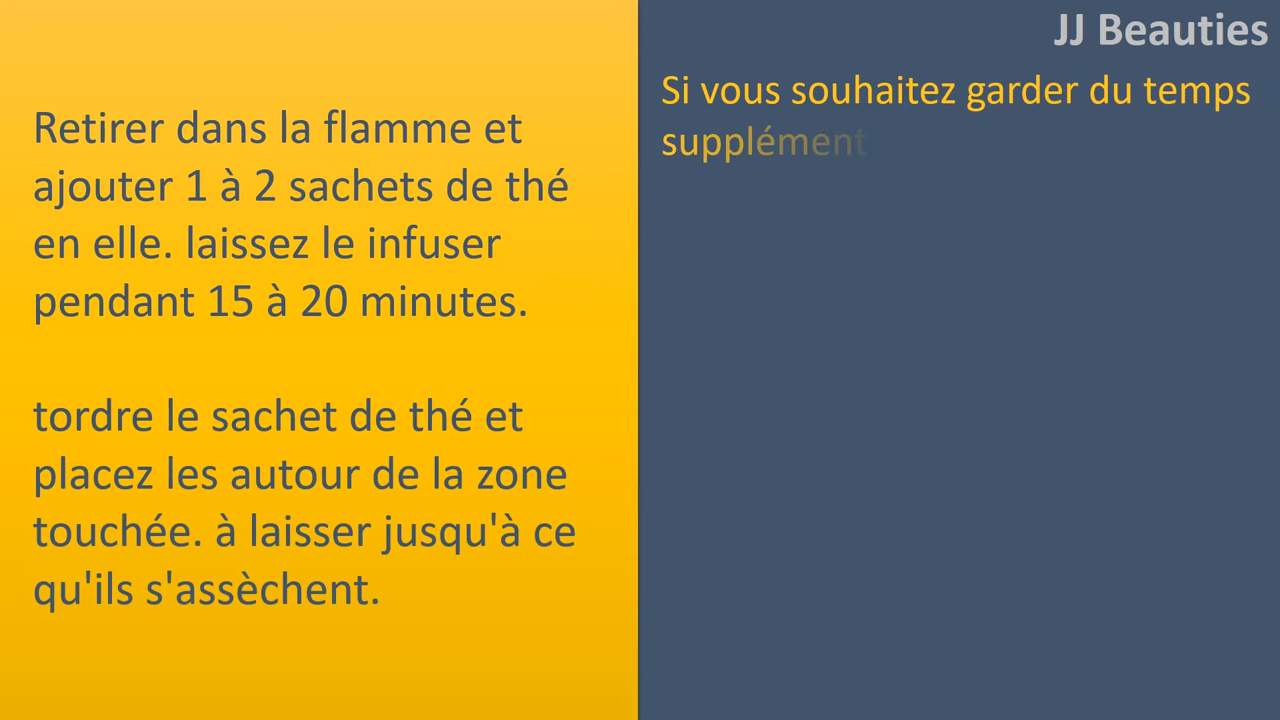 JJ Beauties
Retirer dans la flamme et
ajouter 1 à 2 sachets de thé
en elle. laissez le infuser
pendant 15 à 20 minutes.
tordre le sachet de thé et
placez les autour de la zone
touchée. à laisser jusqu'à ce
qu'ils s'assèchent.
Si vous souhaitez garder du temps
supplément